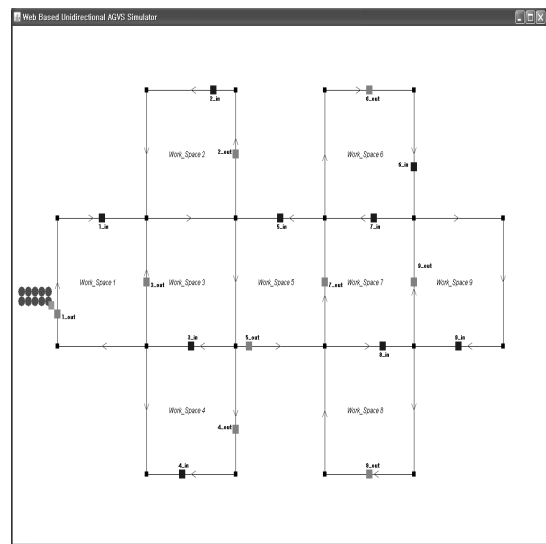 Web Based Unidirectional AGVS Simulator
6_out
2_in
2_out
Work_Space 2
Work_Space 6
6_in
1_in
5_in
7_in
9_out
Work_Space 1
Work_Space 3
Work_Space 5
Work_Space 7
Work_Space 9
3_out
7_out
1_out
3_in
5_out
8_in
9_in
Work_Space 4
Work_Space 8
4_out
4_in
8_out